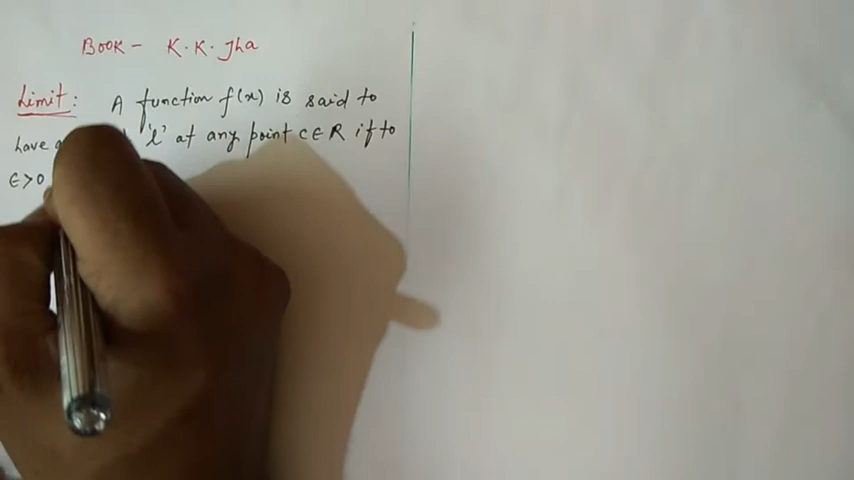 Book - K.K. Jha
Limit: A function f(x) is said to
have 'l' at any point c∈R if to
∈>0